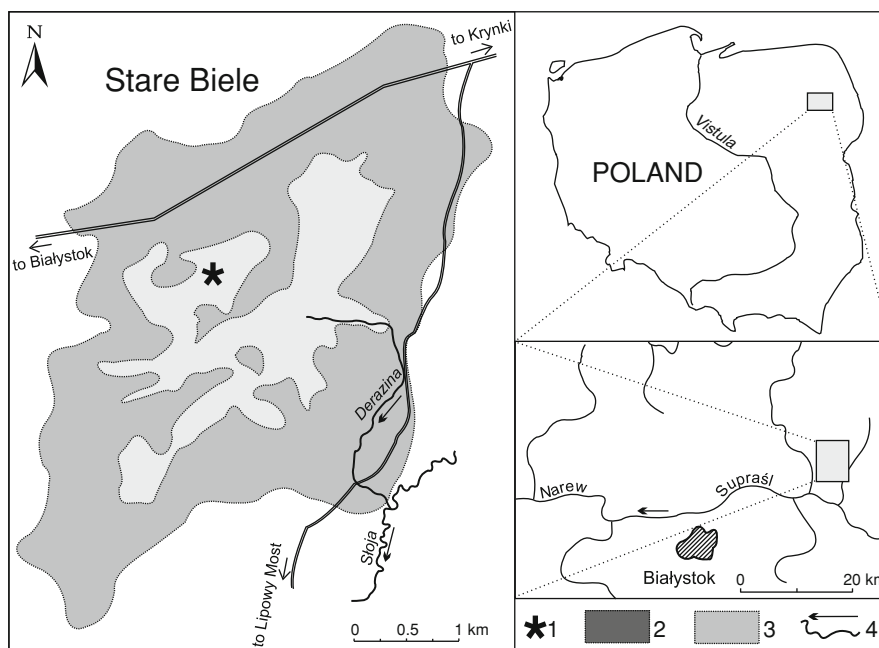 N
Stare Biele
to Krynki
to Białystok
Derazina
Słoja
to Lipowy Most
0 0.5 1 km
Vistula
POLAND
Narew
Supraśl
Białystok
0 20 km
1 2 3 4